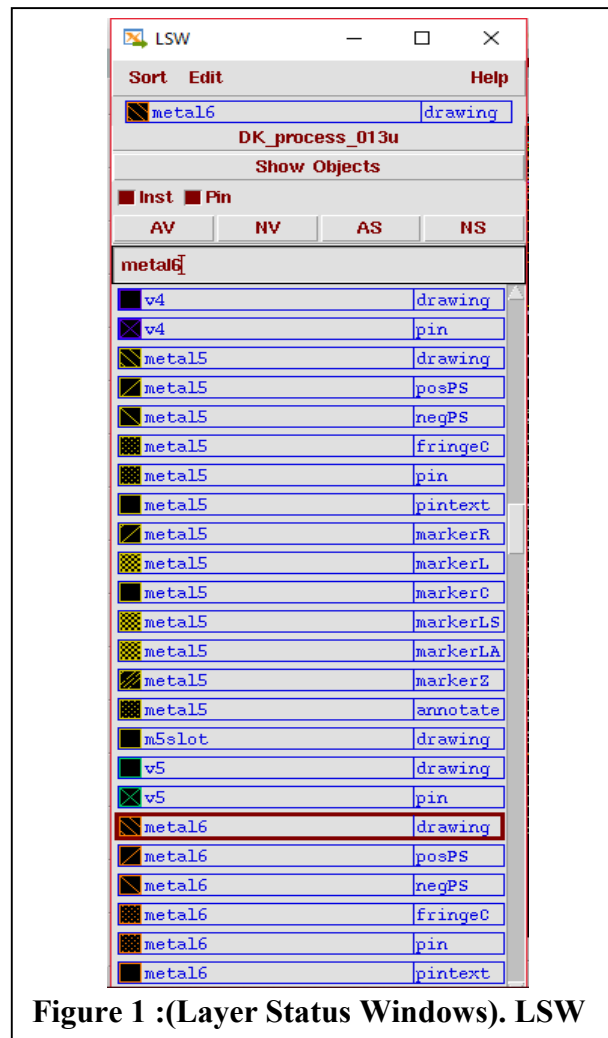 LSW
Sort Edit Help
metal6 drawing
DK_process_013u
Show Objects
Inst Pin
AV NV AS NS
metal6
v4 drawing
v4 pin
metal5 drawing
metal5 posPS
metal5 negPS
metal5 fringeC
metal5 pin
metal5 pintext
metal5 markerR
metal5 markerL
metal5 markerC
metal5 markerLS
metal5 markerLA
metal5 markerZ
metal5 annotate
m5slot drawing
v5 drawing
v5 pin
metal6 drawing
metal6 posPS
metal6 negPS
metal6 fringeC
metal6 pin
metal6 pintext
Figure 1 :(Layer Status Windows). LSW